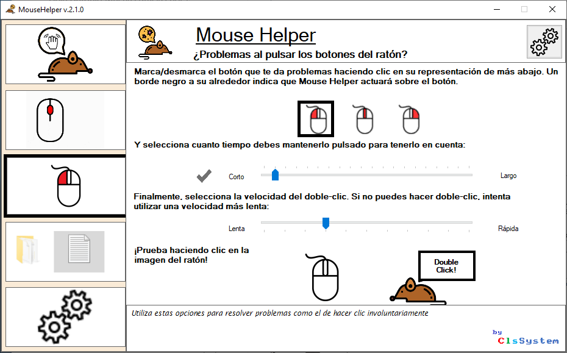 MouseHelper v.2.1.0
Mouse Helper
¿Problemas al pulsar los botones del ratón?
Marca/desmarca el botón que te da problemas haciendo clic en su representación de más abajo. Un
borde negro a su alrededor indica que Mouse Helper actuará sobre el botón.
Y selecciona cuanto tiempo debes mantenerlo pulsado para tenerlo en cuenta:
Corto
Largo
Finalmente, selecciona la velocidad del doble-clic. Si no puedes hacer doble-clic, intenta
utilizar una velocidad más lenta:
Lenta
Rápida
¡Prueba haciendo clic en la
imagen del ratón!
Double
Click!
Utiliza estas opciones para resolver problemas como el de hacer clic involuntariamente
by
ClsSystem